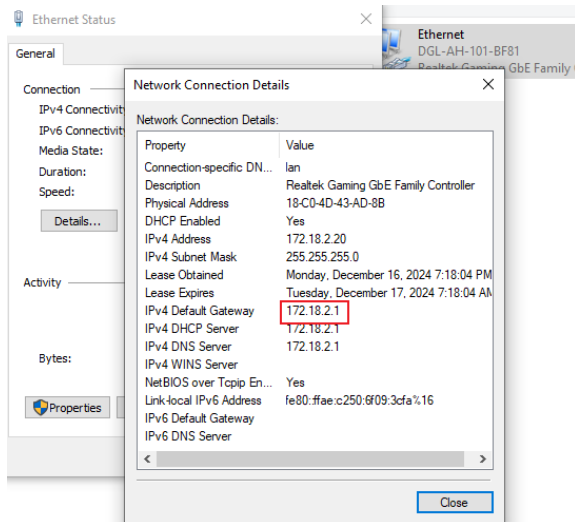 Ethernet Status
General
Connection
IPv4 Connectivit
IPv6 Connectivit
Media State:
Duration:
Speed:
Details...
Activity
Bytes:
Properties
Ethernet
DGL-AH-101-BF81
Realtek Gaming GbE Family
Network Connection Details
Network Connection Details:
Property Value
Connection-specific DN... lan
Description Realtek Gaming GbE Family Controller
Physical Address 18-C0-4D-43-AD-8B
DHCP Enabled Yes
IPv4 Address 172.18.2.20
IPv4 Subnet Mask 255.255.255.0
Lease Obtained Monday, December 16, 2024 7:18:04 PM
Lease Expires Tuesday, December 17, 2024 7:18:04 AM
IPv4 Default Gateway 172.18.2.1
IPv4 DHCP Server 172.18.2.1
IPv4 DNS Server 172.18.2.1
IPv4 WINS Server
NetBIOS over Tcpip En... Yes
Link-local IPv6 Address fe80::ffae:c250:6f09:3cfa%16
IPv6 Default Gateway
IPv6 DNS Server
Close